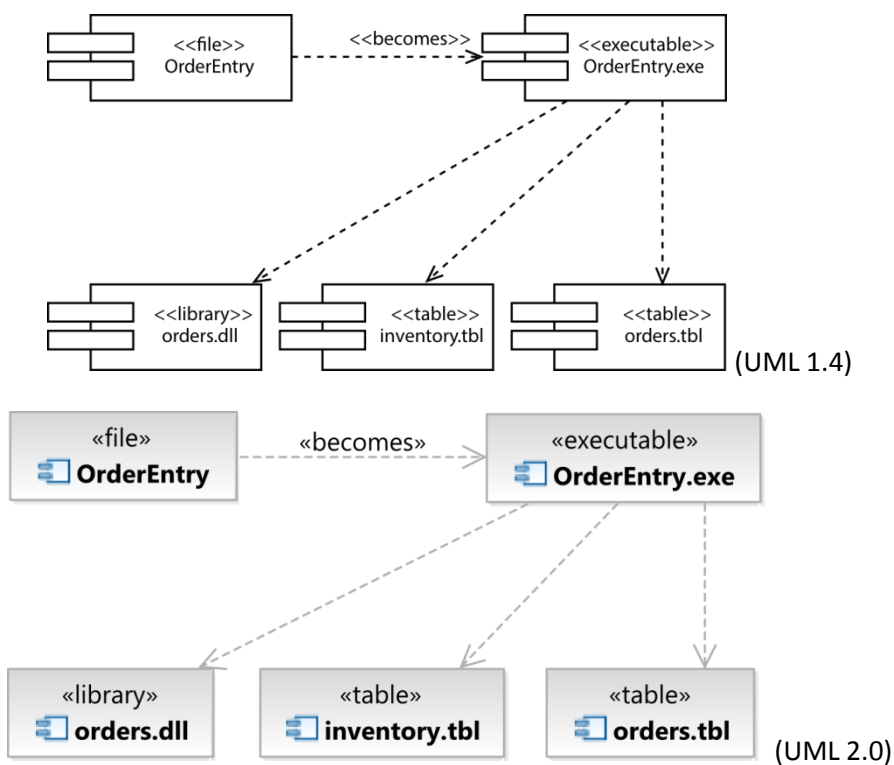 <<file>>
OrderEntry
<<becomes>>
<<executable>>
OrderEntry.exe
<<library>>
orders.dll
<<table>>
inventory.tbl
<<table>>
orders.tbl
(UML 1.4)
«file»
OrderEntry
«becomes»
«executable»
OrderEntry.exe
«library»
orders.dll
«table»
inventory.tbl
«table»
orders.tbl
(UML 2.0)